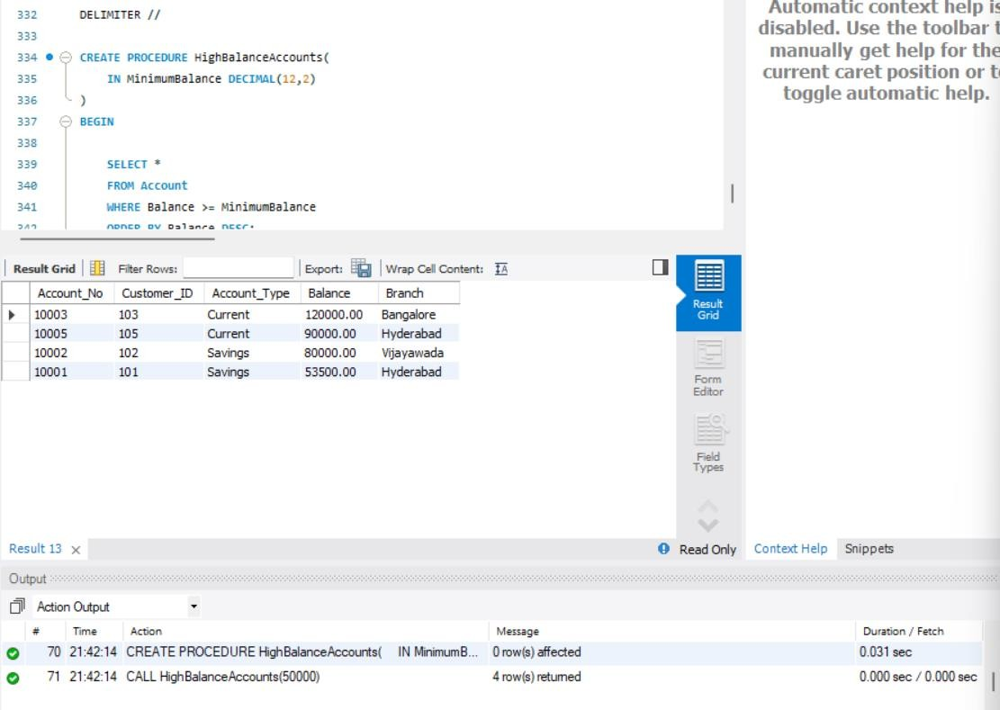 332 DELIMITER //
333
334 CREATE PROCEDURE HighBalanceAccounts(
335 IN MinimumBalance DECIMAL(12,2)
336 )
337 BEGIN
338
339 SELECT *
340 FROM Account
341 WHERE Balance >= MinimumBalance
342 ORDER BY Balance DESC;
Automatic context help is
disabled. Use the toolbar t
manually get help for the
current caret position or to
toggle automatic help.
Result Grid Filter Rows: Export: Wrap Cell Content: IA
Account_No Customer_ID Account_Type Balance Branch
10003 103 Current 120000.00 Bangalore
10005 105 Current 90000.00 Hyderabad
10002 102 Savings 80000.00 Vijayawada
10001 101 Savings 53500.00 Hyderabad
Result
Grid
Form
Editor
Field
Types
Result 13 Read Only Context Help Snippets
Output
Action Output
# Time Action Message Duration / Fetch
70 21:42:14 CREATE PROCEDURE HighBalanceAccounts( IN MinimumB... 0 row(s) affected 0.031 sec
71 21:42:14 CALL HighBalanceAccounts(50000) 4 row(s) returned 0.000 sec / 0.000 sec